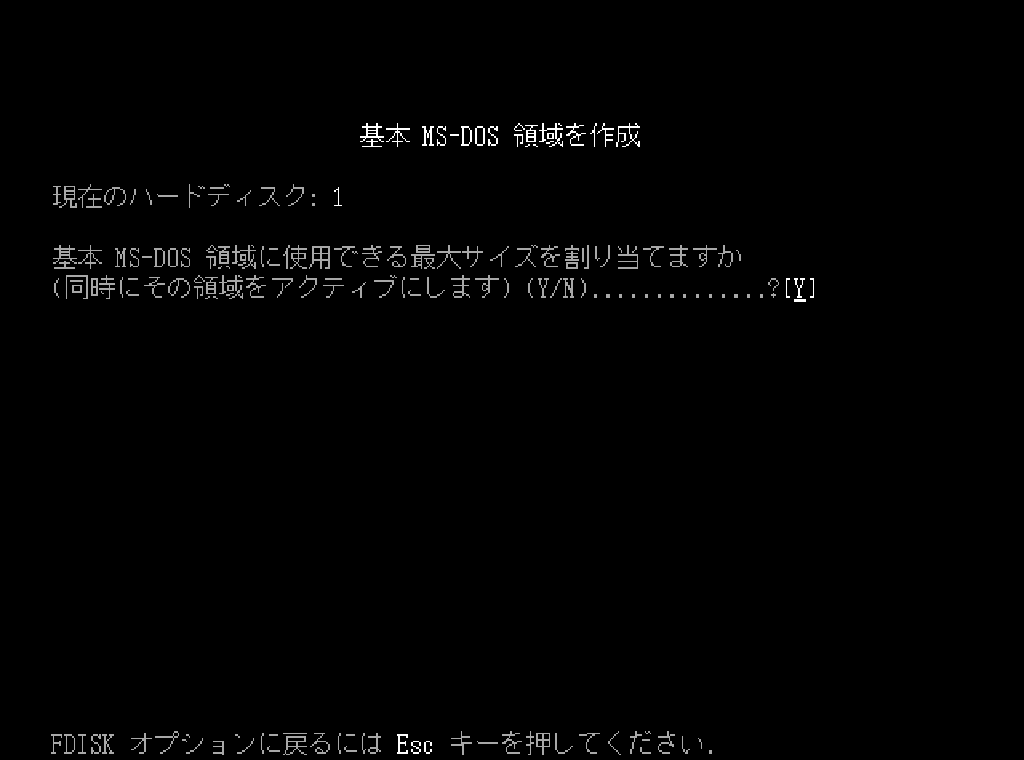 基本 MS-DOS 領域を作成
現在のハードディスク: 1
基本 MS-DOS 領域に使用できる最大サイズを割り当てますか
(同時にその領域をアクティブにします) (Y/N)..............?[Y]
FDISK オプションに戻るには Esc キーを押してください.